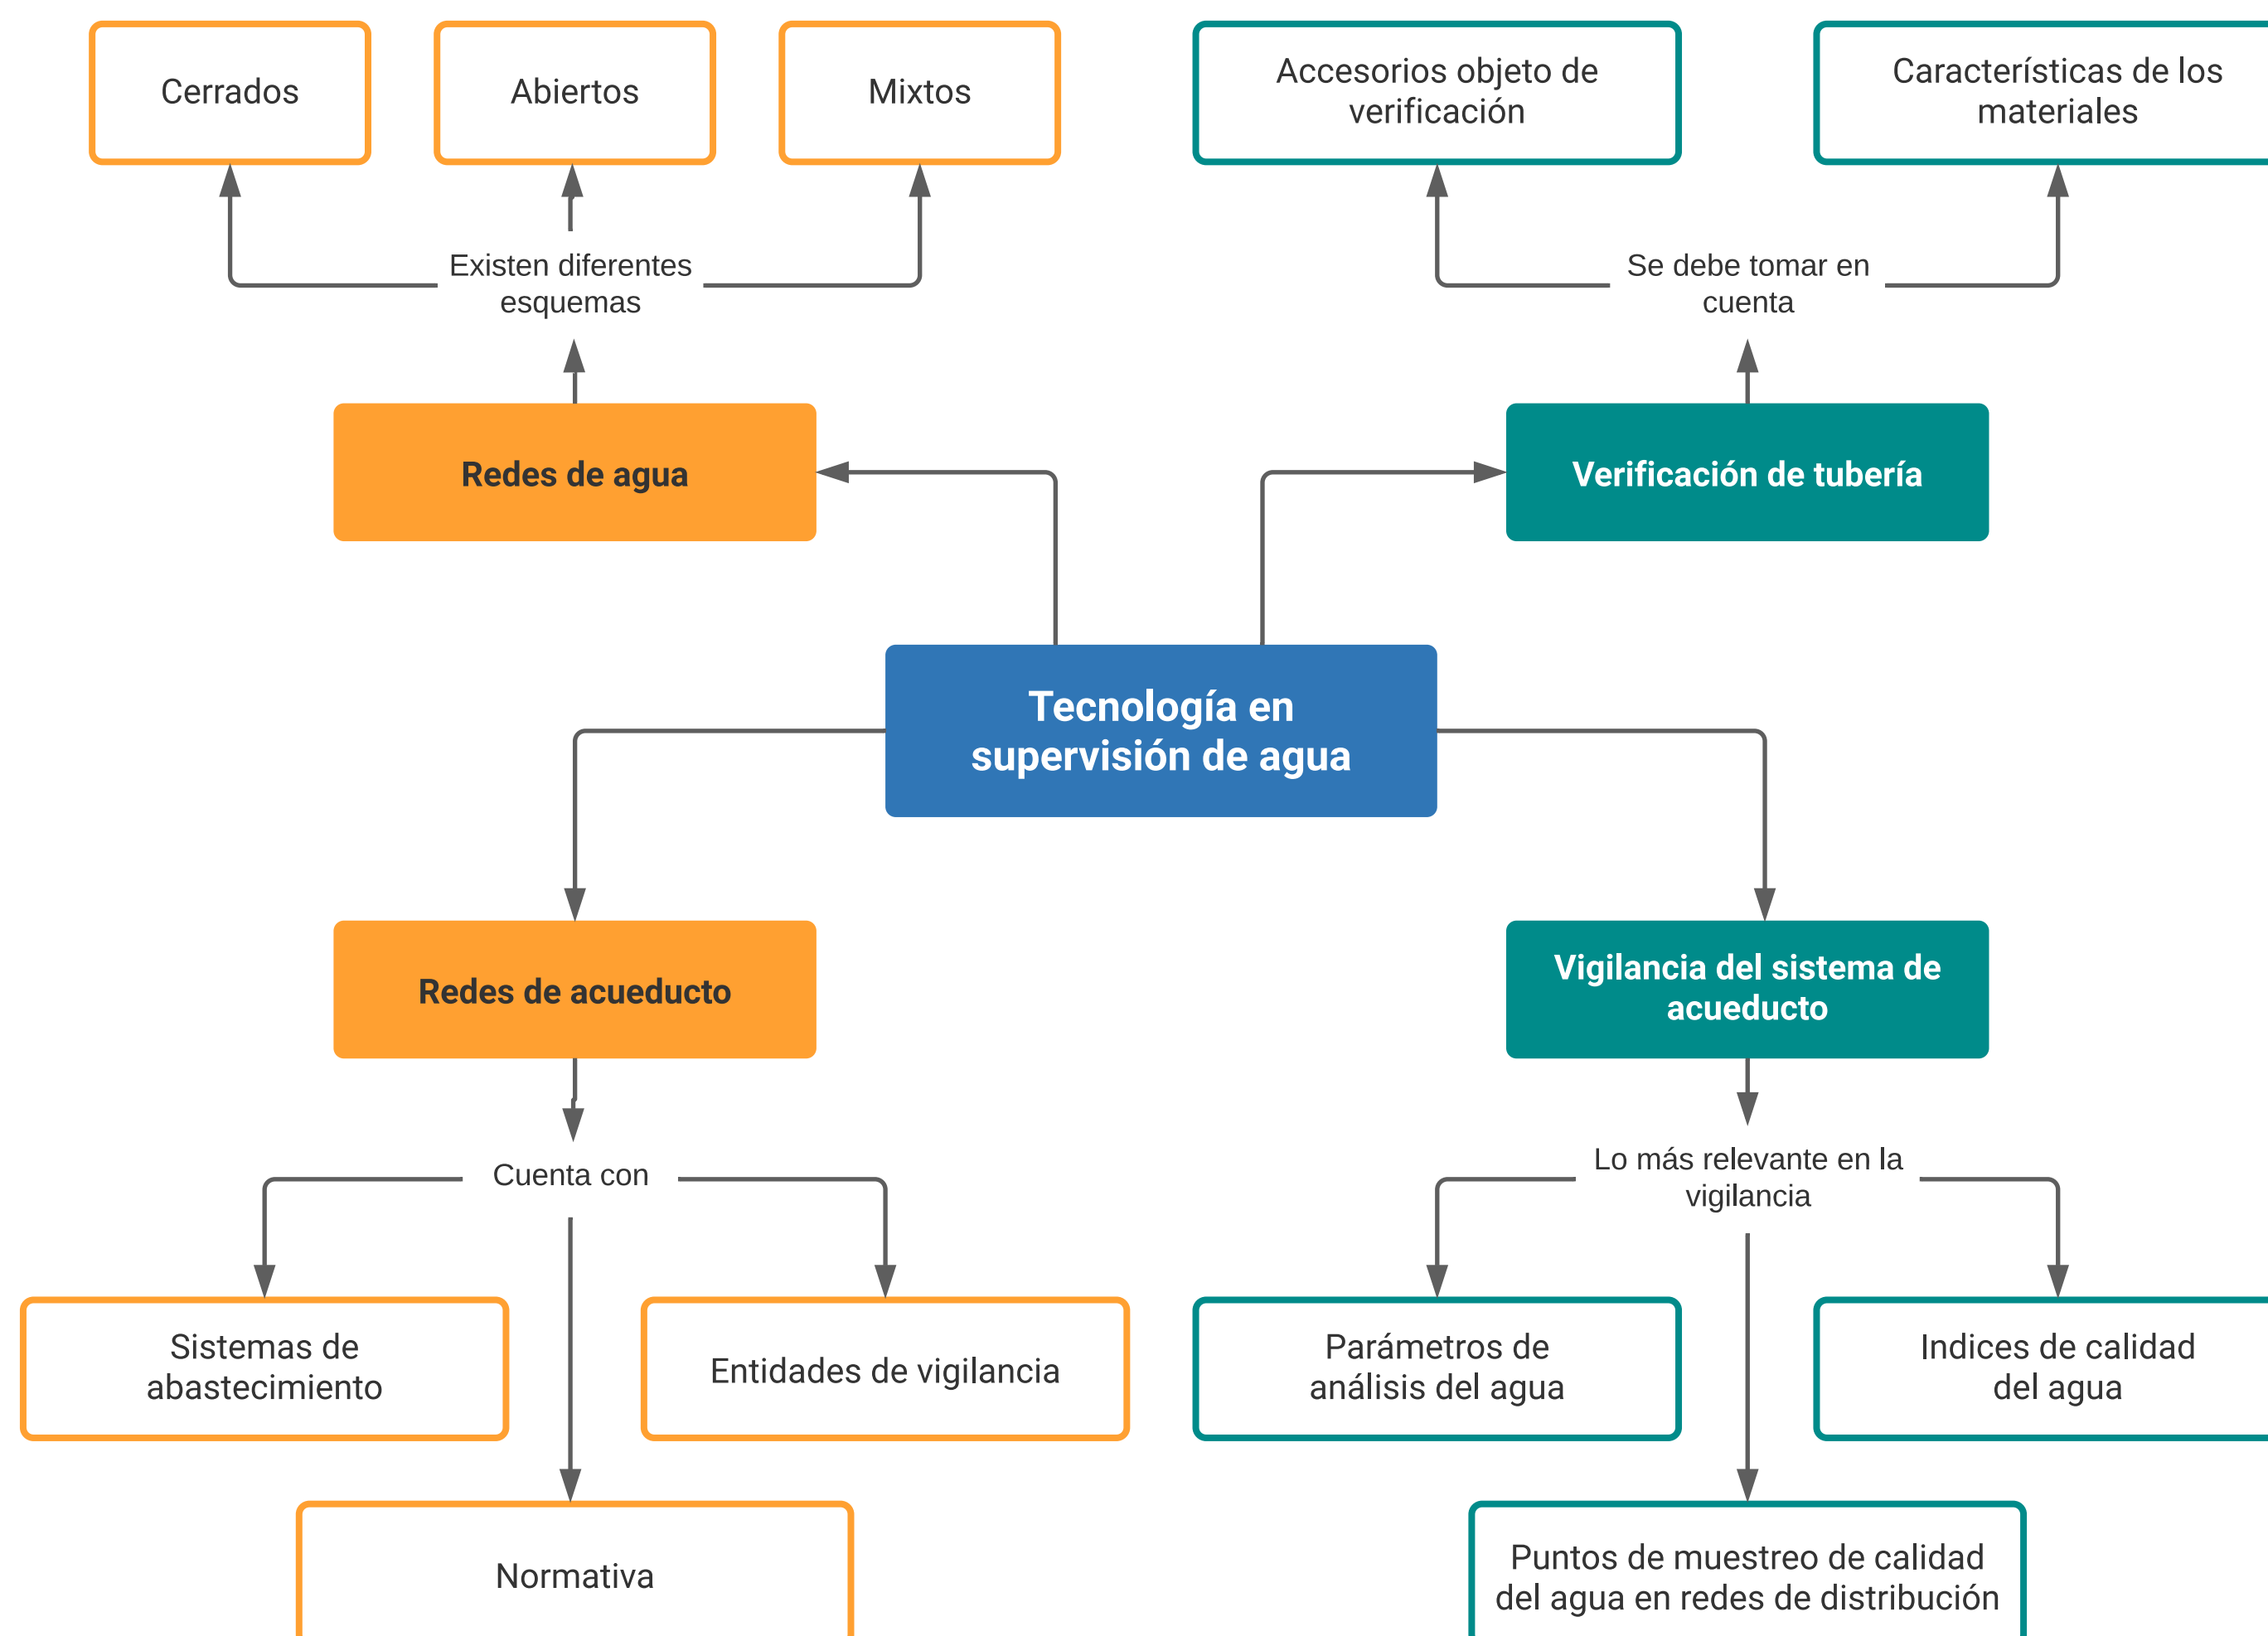 Cerrados
Abiertos
Mixtos
Accesorios objeto de
verificación
Características de los
materiales
Existen diferentes
esquemas
Se debe tomar en
cuenta
Redes de agua
Verificación de tubería
Tecnología en
supervisión de agua
Redes de acueducto
Vigilancia del sistema de
acueducto
Cuenta con
Lo más relevante en la
vigilancia
Sistemas de
abastecimiento
Entidades de vigilancia
Parámetros de
análisis del agua
Indices de calidad
del agua
Normativa
Puntos de muestreo de calidad
del agua en redes de distribución